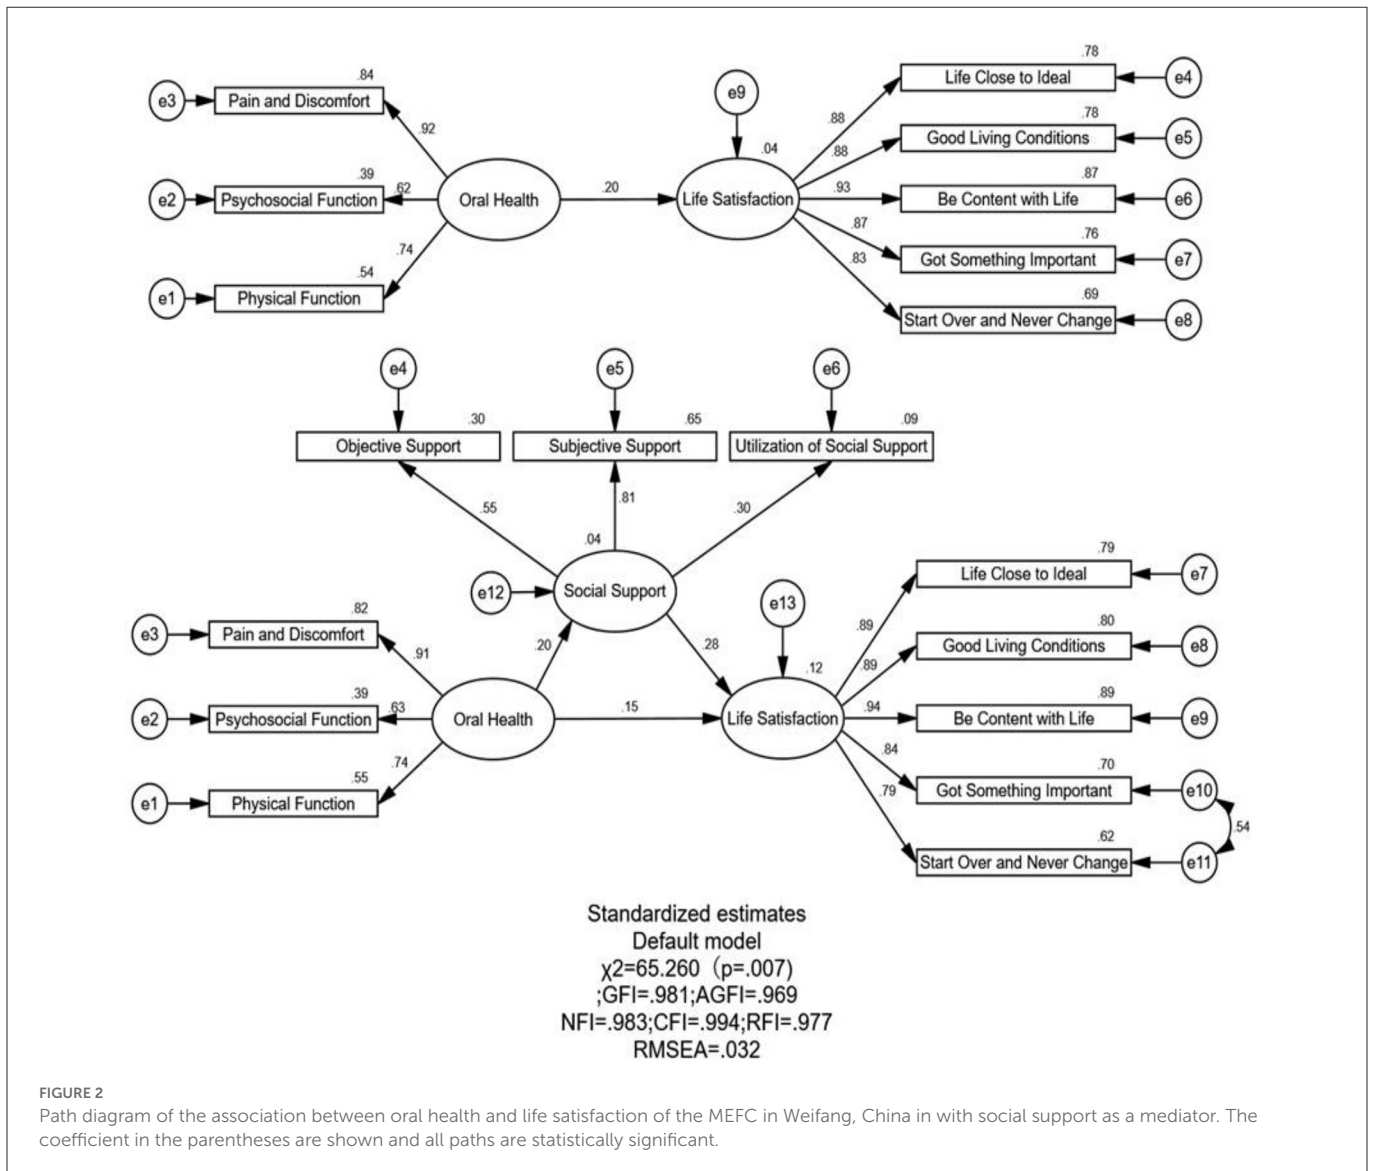 .84
e3
Pain and Discomfort
.92
.39
e2
Psychosocial Function
.62
Oral Health
.74
.54
e1
Physical Function
.20
e9
.04
Life Satisfaction
.78
Life Close to Ideal
e4
.88
.78
Good Living Conditions
e5
.88
.87
Be Content with Life
e6
.93
.76
Got Something Important
e7
.87
.69
Start Over and Never Change
e8
.83
e4
.30
Objective Support
e5
.65
Subjective Support
e6
.09
Utilization of Social Support
.55
.81
.30
.04
e12
Social Support
.82
e3
Pain and Discomfort
.91
.39
e2
Psychosocial Function
.63
Oral Health
.74
.55
e1
Physical Function
.20
.28
.15
e13
.12
Life Satisfaction
.79
Life Close to Ideal
e7
.89
.80
Good Living Conditions
e8
.89
.89
Be Content with Life
e9
.94
.70
Got Something Important
e10
.84
.54
.62
Start Over and Never Change
e11
.79
Standardized estimates
Default model
χ2=65.260（p=.007)
;GFI=.981;AGFI=.969
NFI=.983;CFI=.994;RFI=.977
RMSEA=.032
FIGURE 2
Path diagram of the association between oral health and life satisfaction of the MEFC in Weifang, China in with social support as a mediator. The
coefficient in the parentheses are shown and all paths are statistically significant.